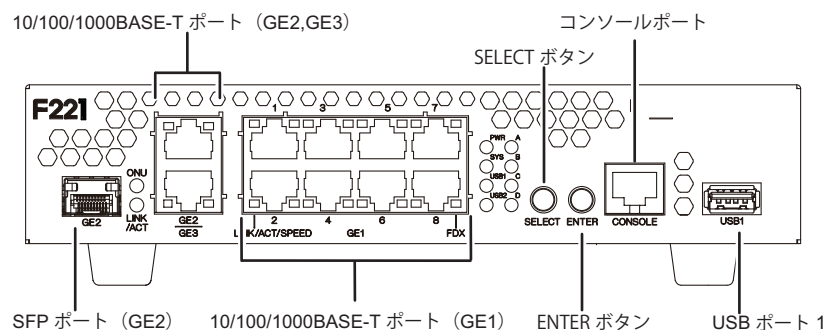 10/100/1000BASE-T ポート（GE2,GE3）
コンソールポート
SELECT ボタン
F221
1 3 5 7
PWR A
SYS B
USB1 C
USB2 D
ONU
LINK
/ACT
GE2
GE2
GE3
2 4 6 8
LINK/ACT/SPEED GE1 FDX
SELECT ENTER CONSOLE USB1
SFP ポート（GE2） 10/100/1000BASE-T ポート（GE1） ENTER ボタン USB ポート 1